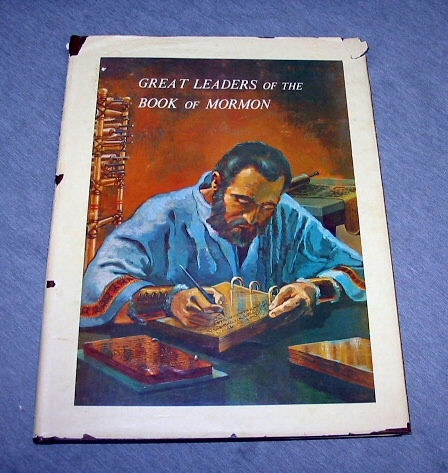 GREAT LEADERS OF THE
BOOK OF MORMON